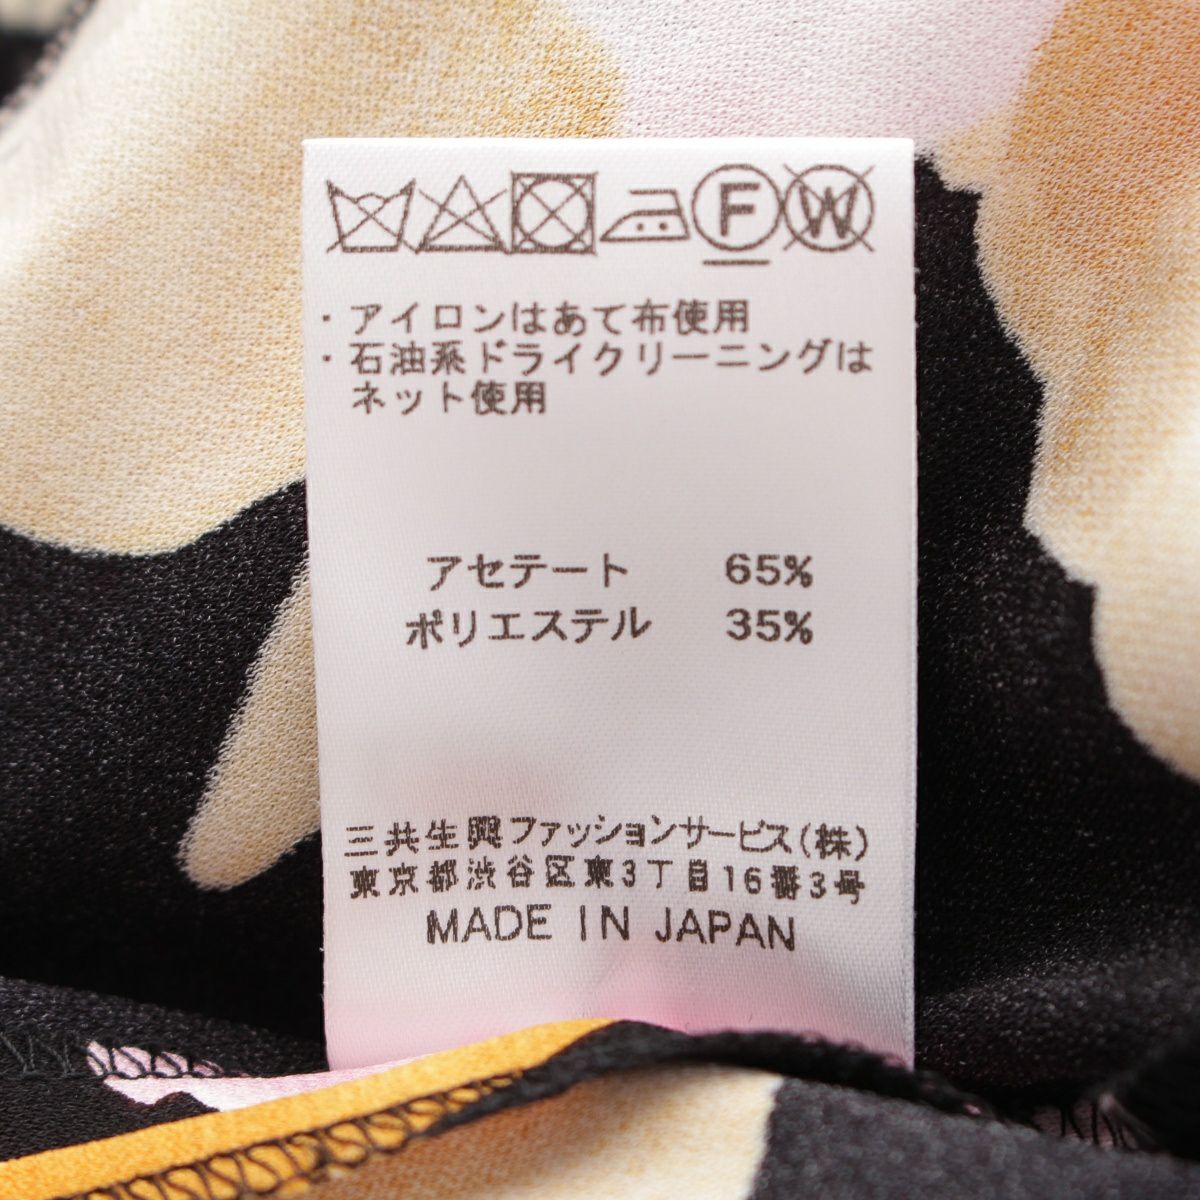 F W
・アイロンはあて布使用
・石油系ドライクリーニングは
ネット使用
アセテート 65%
ポリエステル 35%
三共生興ファッションサービス(株)
東京都渋谷区東3丁目16番3号
MADE IN JAPAN